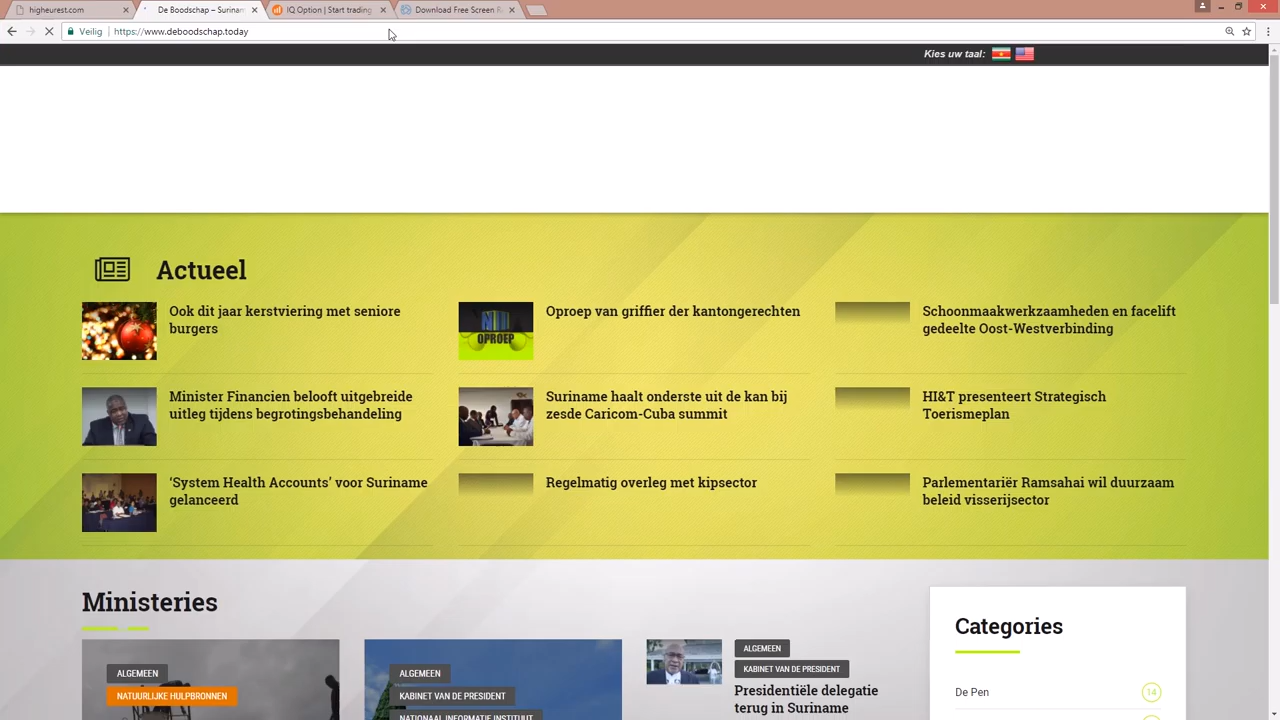 higheurest.com
De Boodschap – Surinam
IQ Option | Start trading
Download Free Screen R
Veilig
https://www.deboodschap.today
Kies uw taal:
Actueel
Ook dit jaar kerstviering met seniore
burgers
Oproep van griffier der kantongerechten
OPROEP
Schoonmaakwerkzaamheden en facelift
gedeelte Oost-Westverbinding
Minister Financien belooft uitgebreide
uitleg tijdens begrotingsbehandeling
Suriname haalt onderste uit de kan bij
zesde Caricom-Cuba summit
HI&T presenteert Strategisch
Toerismeplan
‘System Health Accounts’ voor Suriname
gelanceerd
Regelmatig overleg met kipsector
Parlementariër Ramsahai wil duurzaam
beleid visserijsector
Ministeries
ALGEMEEN
NATUURLIJKE HULPBRONNEN
ALGEMEEN
KABINET VAN DE PRESIDENT
NATIONAAL INFORMATIE INSTITUUT
ALGEMEEN
KABINET VAN DE PRESIDENT
Presidentiële delegatie
terug in Suriname
Categories
De Pen
14